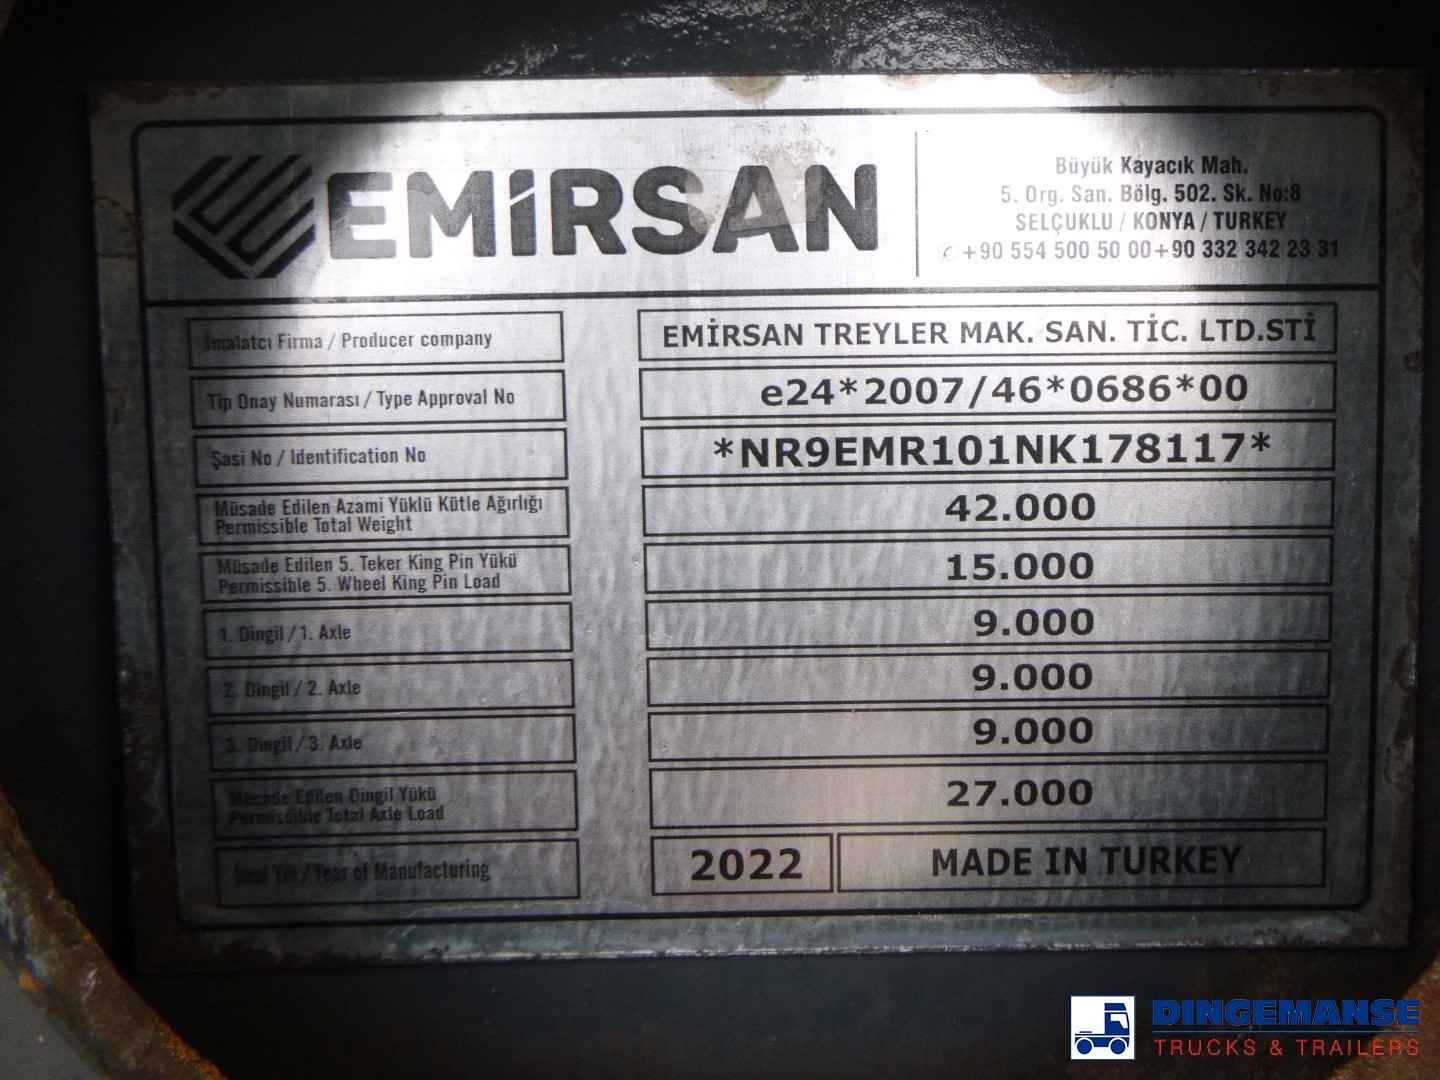 EMİRSAN
Büyük Kayacık Mah.
5. Org. San. Bölg. 502. Sk. No:8
SELÇUKLU / KONYA / TURKEY
✆ +90 554 500 50 00 +90 332 342 23 31
İmalatcı Firma / Producer company
EMİRSAN TREYLER MAK. SAN. TİC. LTD.STİ
Tip Onay Numarası / Type Approval No
e24*2007/46*0686*00
Şasi No / Identification No
*NR9EMR101NK178117*
Müsade Edilen Azami Yüklü Kütle Ağırlığı
Permissible Total Weight
42.000
Müsade Edilen 5. Teker King Pin Yükü
Permissible 5. Wheel King Pin Load
15.000
1. Dingil / 1. Axle
9.000
2. Dingil / 2. Axle
9.000
3. Dingil / 3. Axle
9.000
Müsade Edilen Dingil Yükü
Permissible Total Axle Load
27.000
İmal Yılı / Year of Manufacturing
2022
MADE IN TURKEY
DINGEMANSE
TRUCKS & TRAILERS